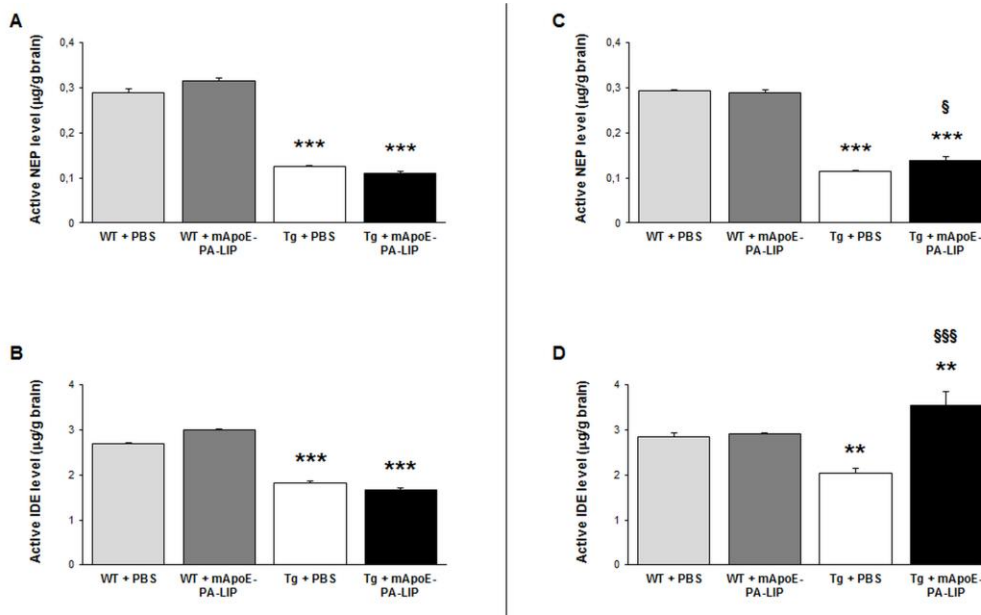 A
Active NEP level (µg/g brain)
0,4
0,3
0,2
0,1
0
***
***
WT + PBS
WT + mApoE-
PA-LIP
Tg + PBS
Tg + mApoE-
PA-LIP
B
Active IDE level (µg/g brain)
4
3
2
1
0
***
***
WT + PBS
WT + mApoE-
PA-LIP
Tg + PBS
Tg + mApoE-
PA-LIP
C
Active NEP level (µg/g brain)
0,4
0,3
0,2
0,1
0
***
§
***
WT + PBS
WT + mApoE-
PA-LIP
Tg + PBS
Tg + mApoE-
PA-LIP
D
Active IDE level (µg/g brain)
4
3
2
1
0
**
§§§
**
WT + PBS
WT + mApoE-
PA-LIP
Tg + PBS
Tg + mApoE-
PA-LIP